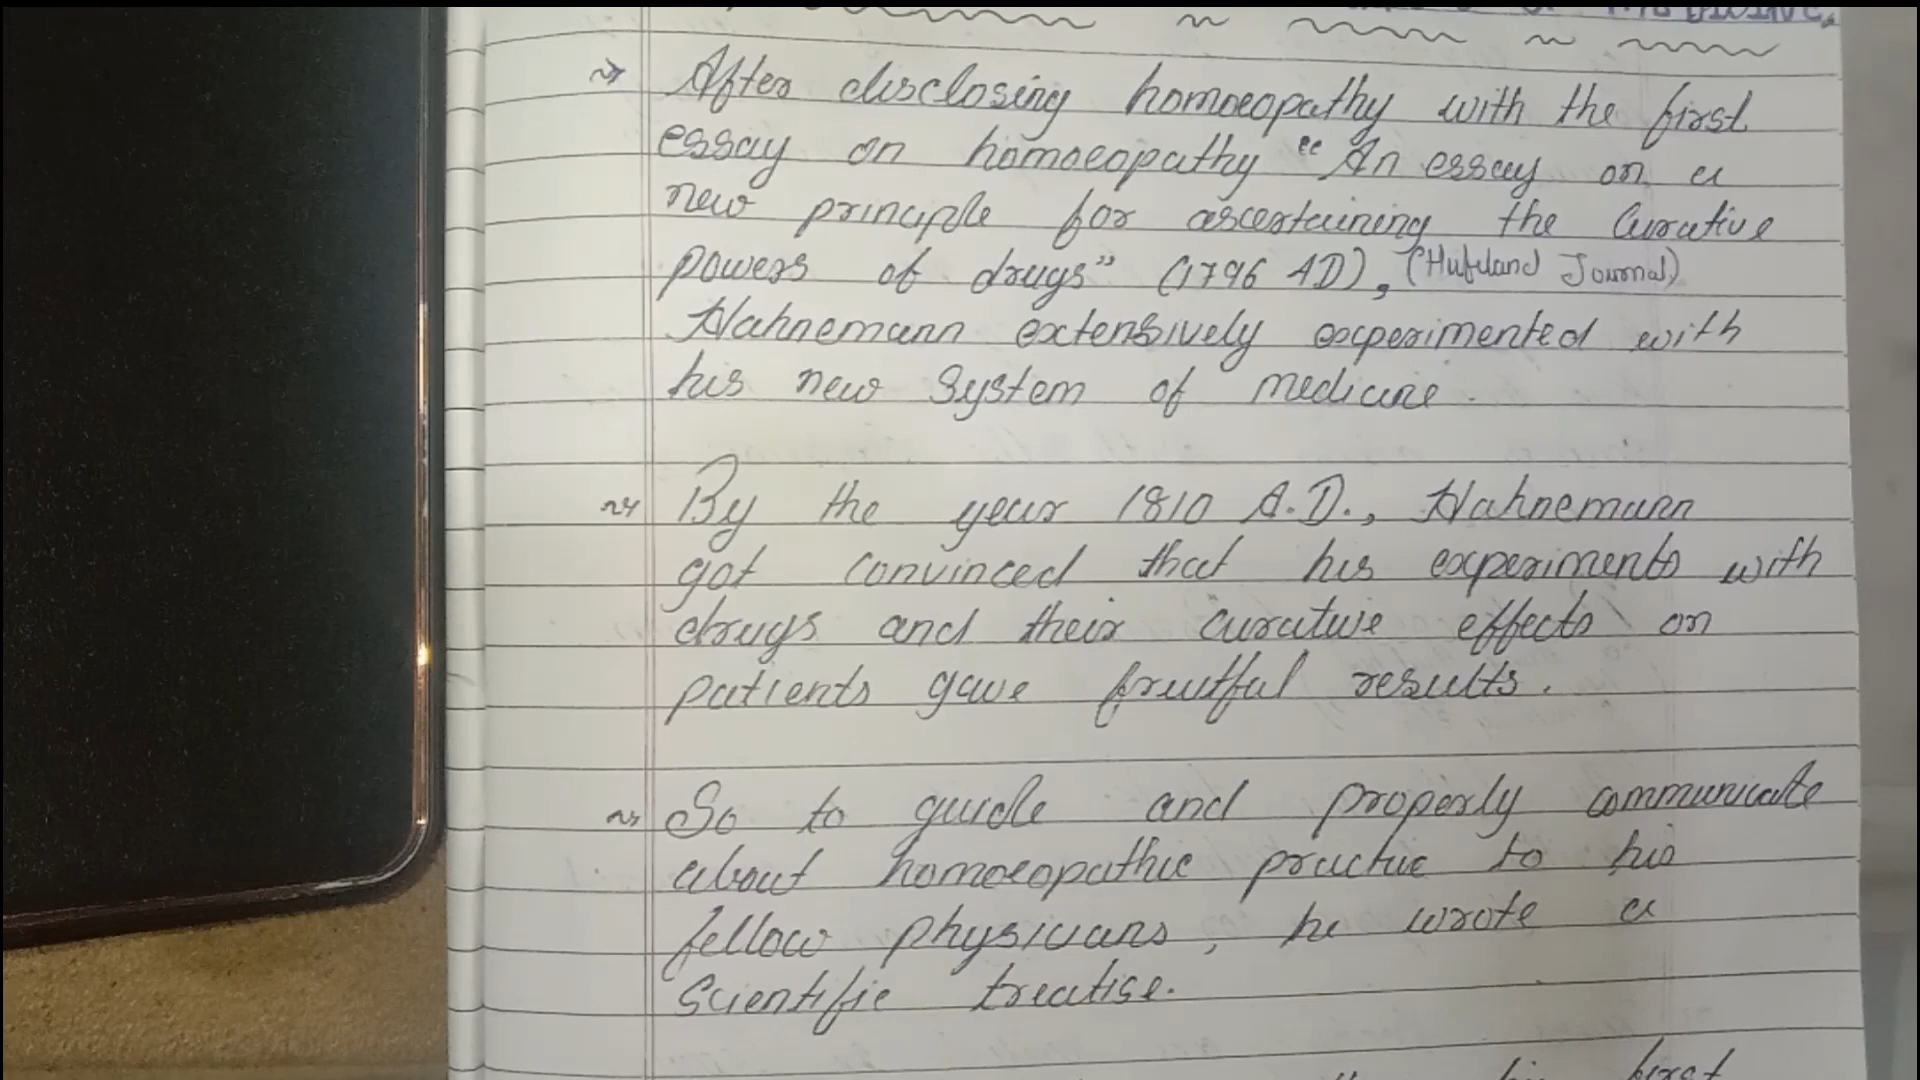 MEDICINE.
→ After disclosing homoeopathy with the first
essay on homoeopathy "An essay on a
new principle for ascertaining the Curative
powers of drugs" (1796 AD), (Hufeland Journal)
Hahnemann extensively experimented with
his new System of medicine.
→ By the year 1810 A.D., Hahnemann
got convinced that his experiments with
drugs and their curative effects on
patients gave fruitful results.
→ So to guide and properly communicate
about homoeopathic practice to his
fellow physicians, he wrote a
Scientific treatise.
first